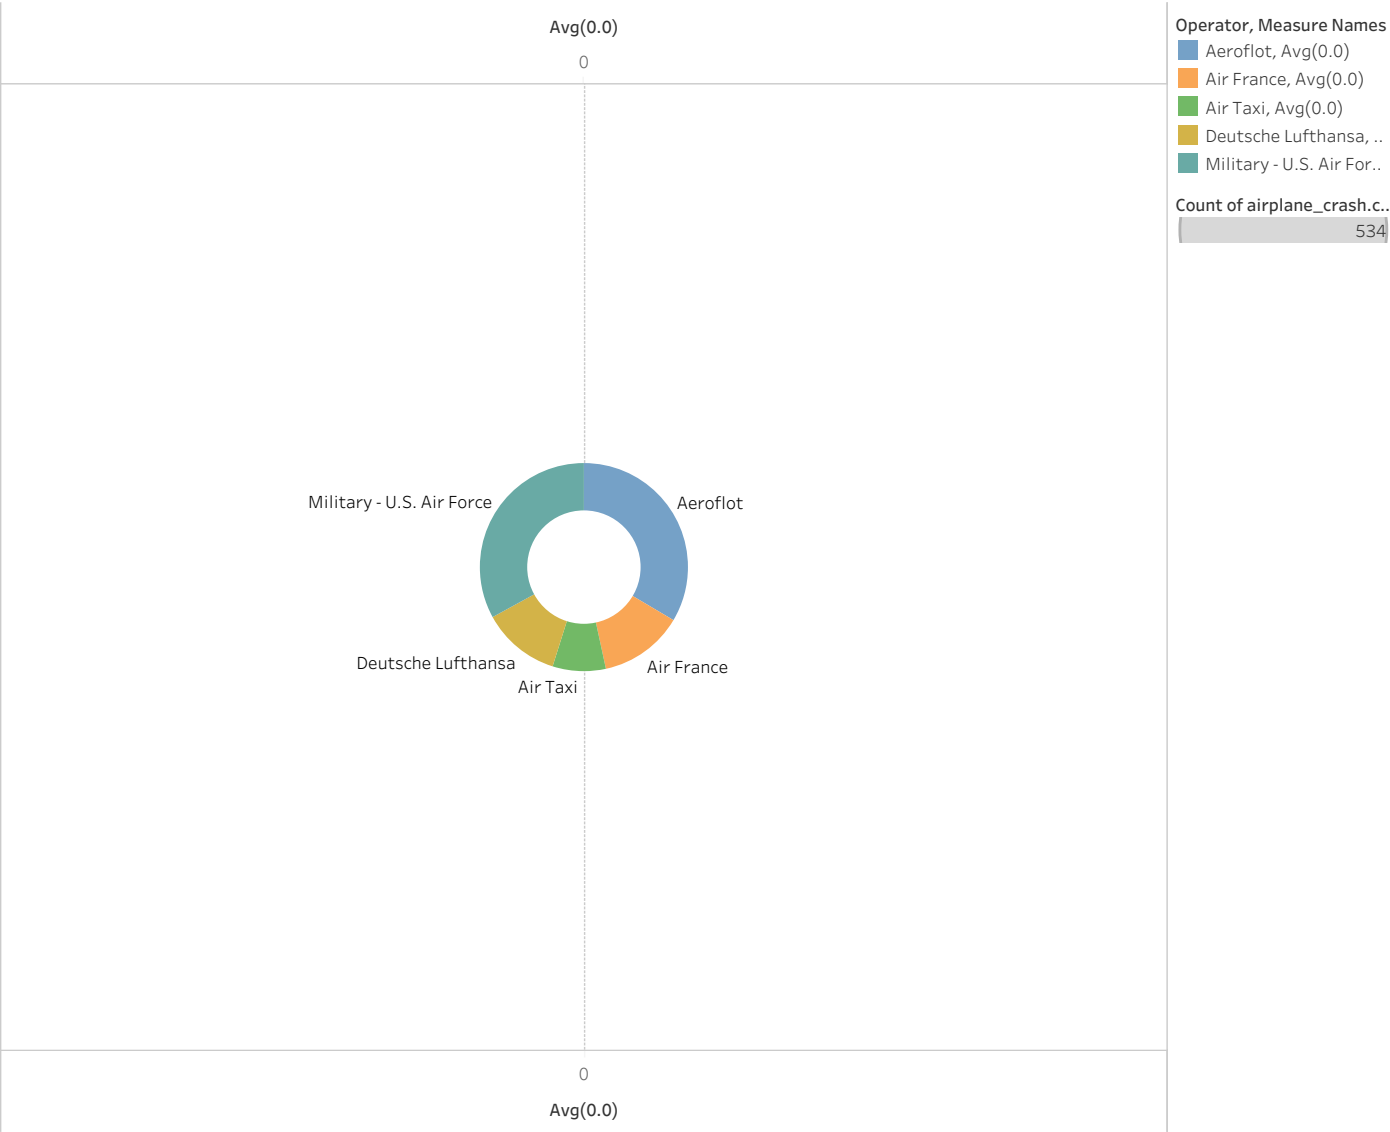 Avg(0.0)
0
Operator, Measure Names
Aeroflot, Avg(0.0)
Air France, Avg(0.0)
Air Taxi, Avg(0.0)
Deutsche Lufthansa, ..
Military - U.S. Air For..
Count of airplane_crash.c..
534
Military - U.S. Air Force
Aeroflot
Deutsche Lufthansa
Air France
Air Taxi
0
Avg(0.0)